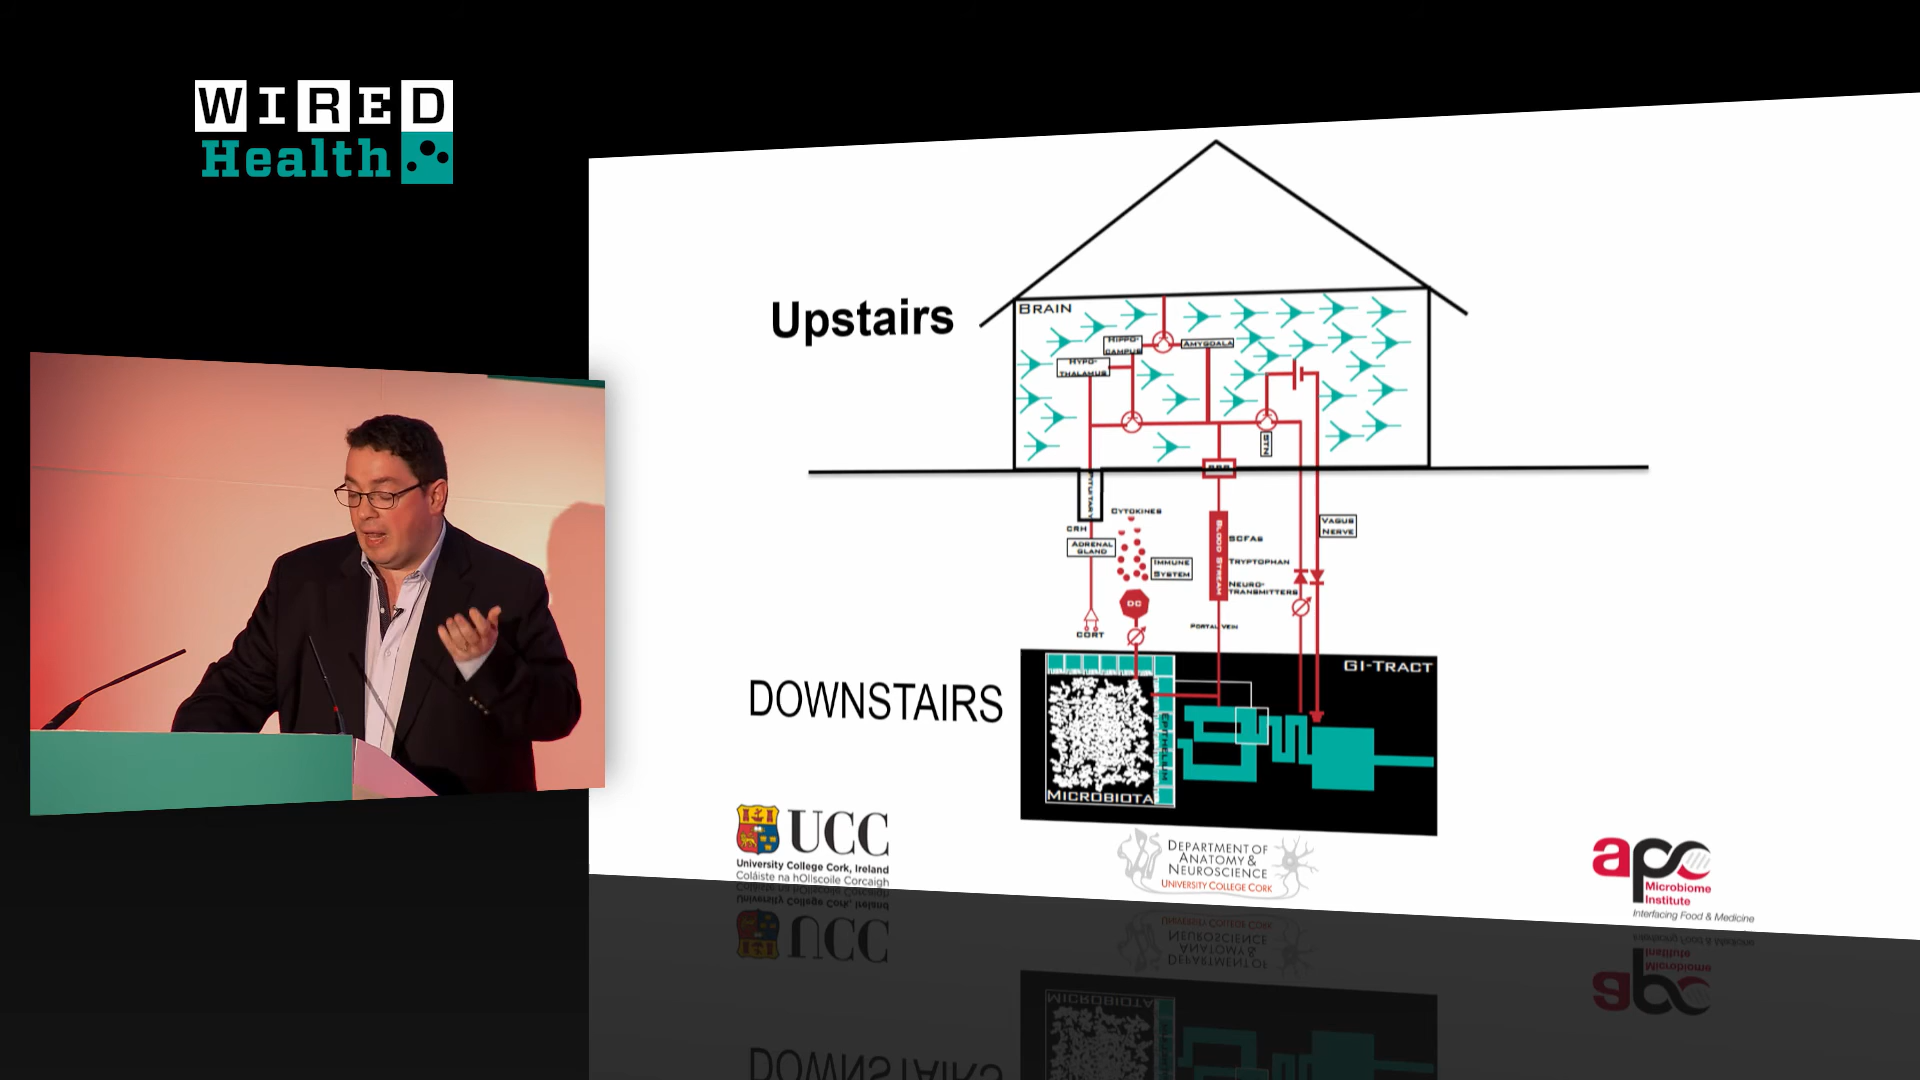 WIRED
Health
Upstairs
BRAIN
HIPPO-
CAMPUS
AMYGDALA
HYPO-
THALAMUS
STN
PITUITARY
CYTOKINES
CRH
ADRENAL
GLAND
IMMUNE
SYSTEM
BLOOD STREAM
SCFAS
TRYPTOPHAN
NEURO-
TRANSMITTERS
VAGUS
NERVE
DC
CORT
PORTAL VEIN
DOWNSTAIRS
GI-TRACT
EPITHELIUM
MICROBIOTA
UCC
University College Cork, Ireland
Coláiste na hOllscoile Corcaigh
DEPARTMENT OF
ANATOMY &
NEUROSCIENCE
UNIVERSITY COLLEGE CORK
apc
Microbiome
Institute
Interfacing Food & Medicine